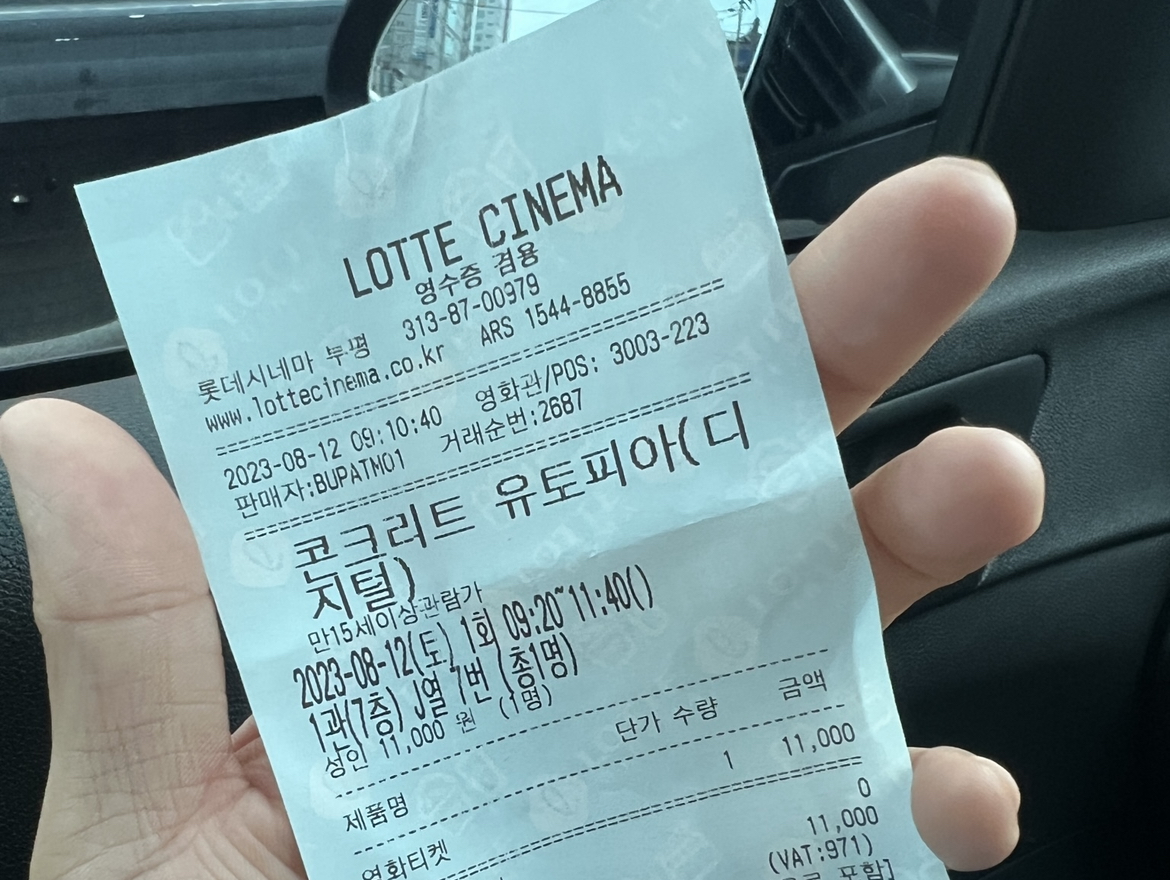 LOTTE CINEMA
영수증 겸용
롯데시네마 부평 313-87-00979
www.lottecinema.co.kr ARS 1544-8855
2023-08-12 09:10:40 영화관/POS: 3003-223
판매자:BUPATM01 거래순번:2687
콘크리트 유토피아(디
지털)
만15세이상관람가
2023-08-12(토) 1회 09:20~11:40()
1관(7층) J열 7번 (총1명)
성인 11,000 원 (1명)
제품명 단가 수량 금액
영화티켓 1 11,000
0
11,000
(VAT:971)
포함]